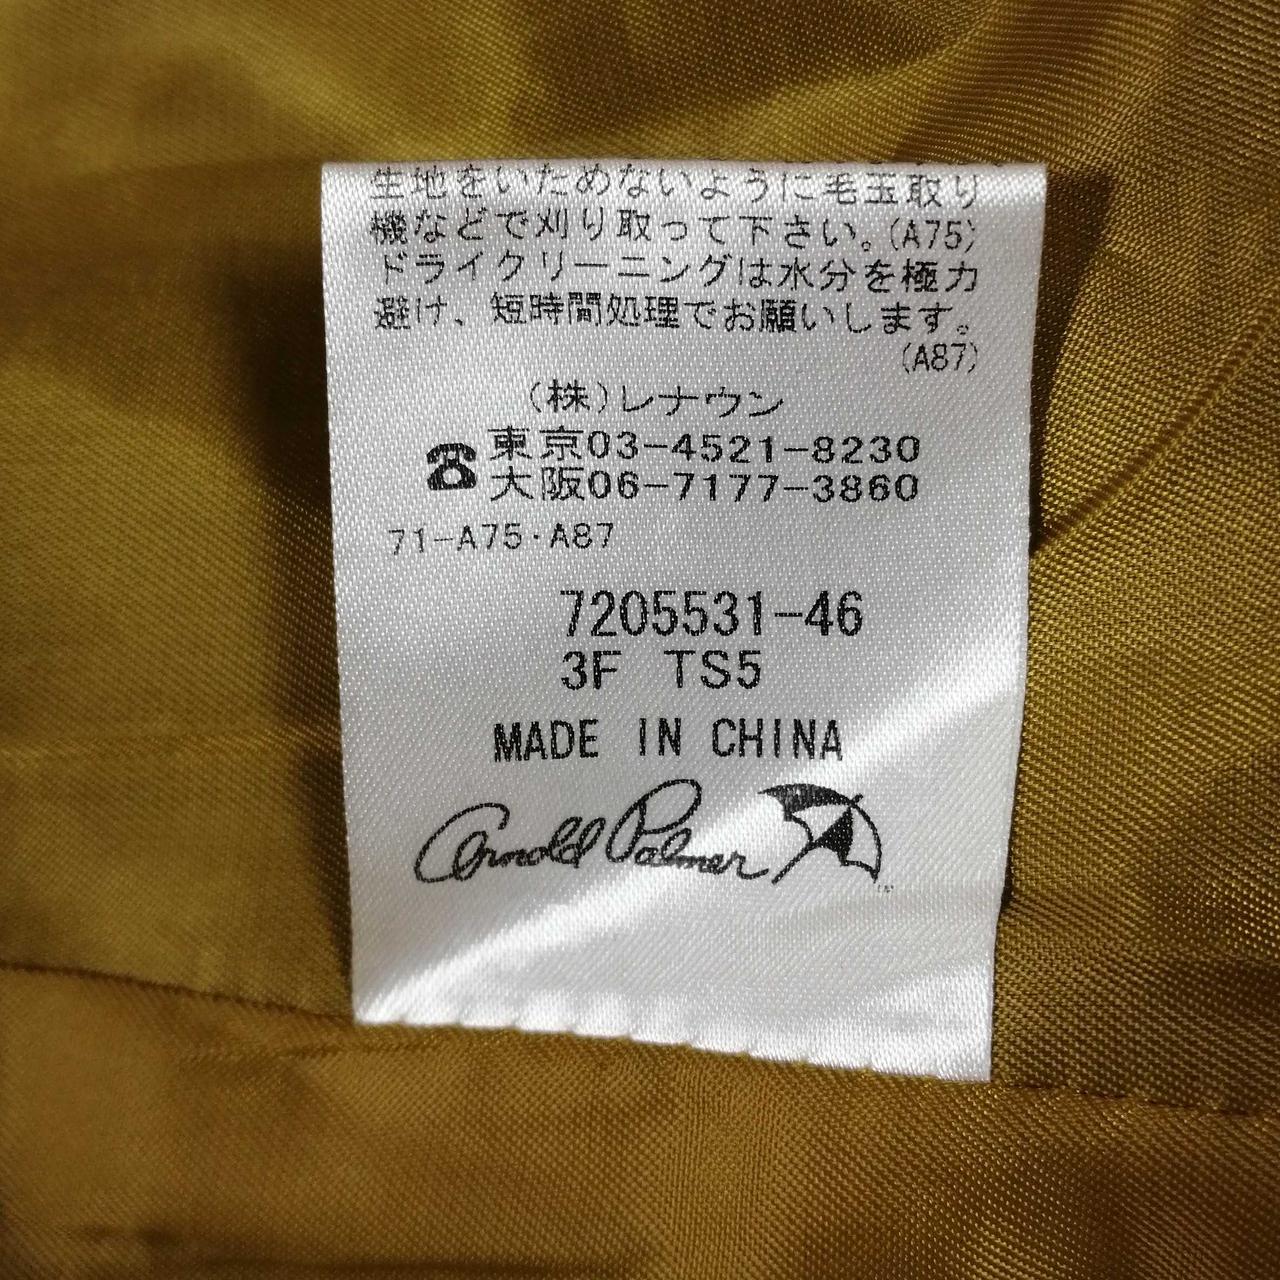 生地をいためないように毛玉取り
機などで刈り取って下さい。(A75)
ドライクリーニングは水分を極力
避け、短時間処理でお願いします。
(A87)
(株)レナウン
☎東京03-4521-8230
大阪06-7177-3860
71-A75・A87
7205531-46
3F TS5
MADE IN CHINA
Arnold Palmer